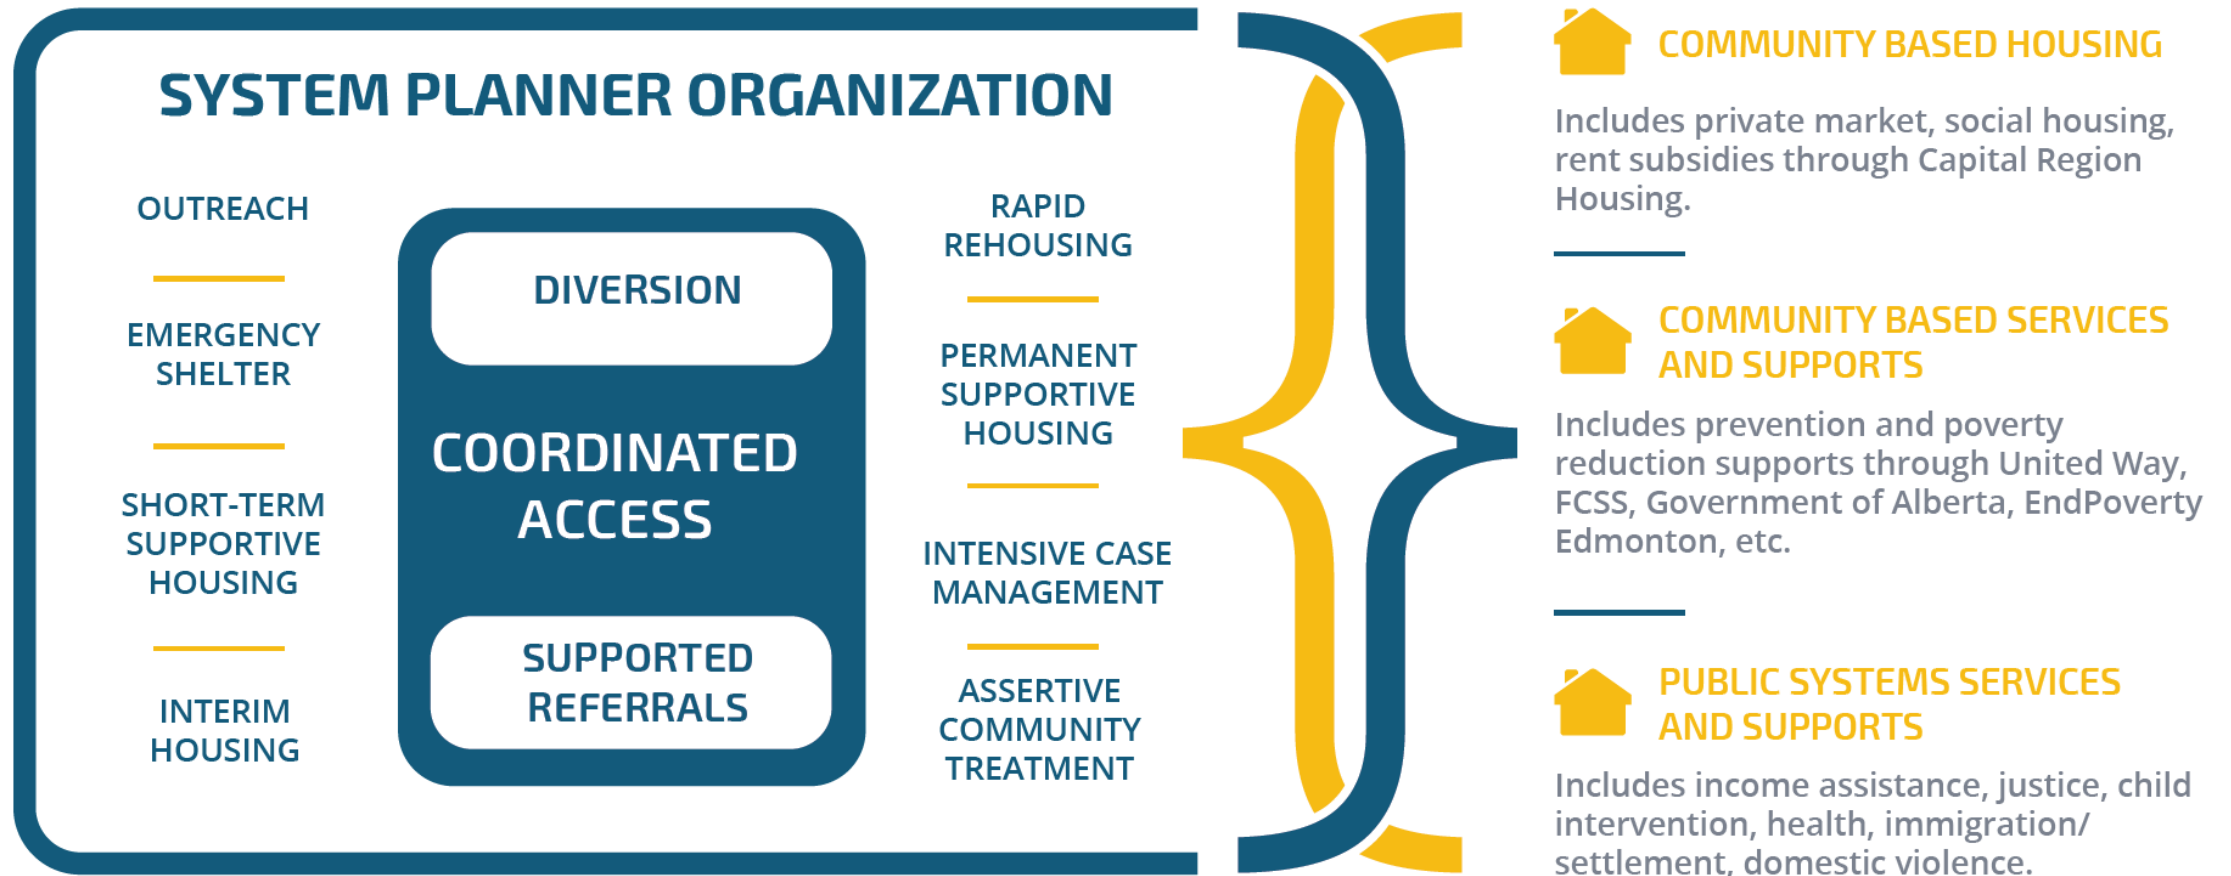 SYSTEM PLANNER ORGANIZATION
OUTREACH
EMERGENCY
SHELTER
SHORT-TERM
SUPPORTIVE
HOUSING
INTERIM
HOUSING
DIVERSION
COORDINATED
ACCESS
SUPPORTED
REFERRALS
RAPID
REHOUSING
PERMANENT
SUPPORTIVE
HOUSING
INTENSIVE CASE
MANAGEMENT
ASSERTIVE
COMMUNITY
TREATMENT
COMMUNITY BASED HOUSING
Includes private market, social housing,
rent subsidies through Capital Region
Housing.
COMMUNITY BASED SERVICES
AND SUPPORTS
Includes prevention and poverty
reduction supports through United Way,
FCSS, Government of Alberta, EndPoverty
Edmonton, etc.
PUBLIC SYSTEMS SERVICES
AND SUPPORTS
Includes income assistance, justice, child
intervention, health, immigration/
settlement, domestic violence.